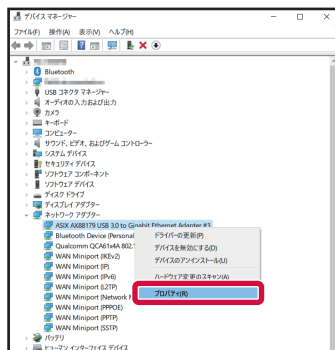 デバイス マネージャー
ファイル(F) 操作(A) 表示(V) ヘルプ(H)
Bluetooth
USB コネクタ マネージャー
オーディオの入力および出力
カメラ
キーボード
コンピューター
サウンド、ビデオ、およびゲーム コントローラー
システム デバイス
セキュリティ デバイス
ソフトウェア コンポーネント
ソフトウェア デバイス
ディスク ドライブ
ディスプレイ アダプター
ネットワーク アダプター
ASIX AX88179 USB 3.0 to Gigabit Ethernet Adapter #3
Bluetooth Device (Personal
Qualcomm QCA61x4A 802.1
WAN Miniport (IKEv2)
WAN Miniport (IP)
WAN Miniport (IPv6)
WAN Miniport (L2TP)
WAN Miniport (Network M
WAN Miniport (PPPOE)
WAN Miniport (PPTP)
WAN Miniport (SSTP)
バッテリ
ヒューマン インターフェイス デバイス
ドライバーの更新(P)
デバイスを無効にする(D)
デバイスのアンインストール(U)
ハードウェア変更のスキャン(A)
プロパティ(R)